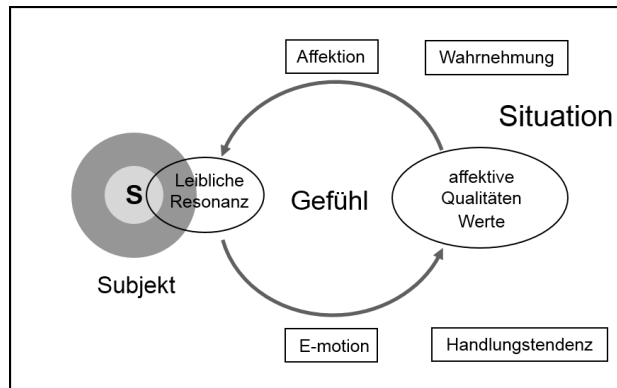 Affektion
Wahrnehmung
Situation
S
Leibliche
Resonanz
Gefühl
affektive
Qualitäten
Werte
Subjekt
E-motion
Handlungstendenz